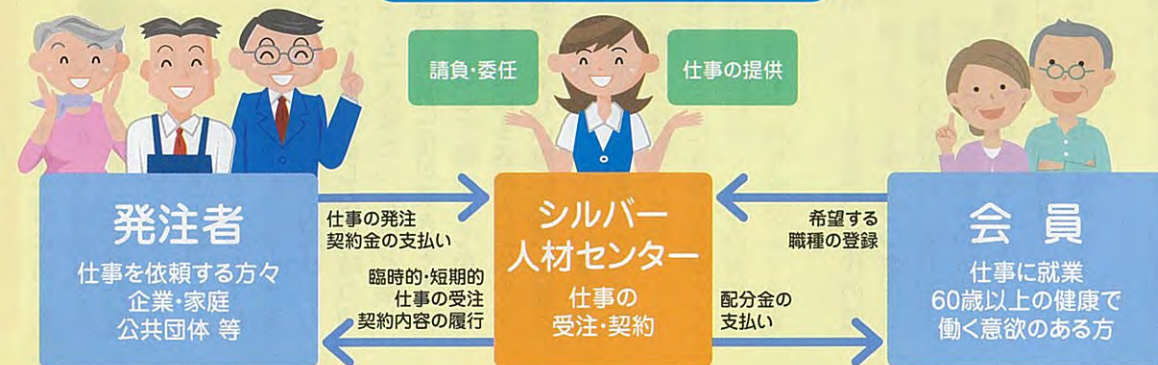 請負・委任
仕事の提供
発注者
仕事を依頼する方々
企業・家庭
公共団体 等
仕事の発注
契約金の支払い
臨時的・短期的
仕事の受注
契約内容の履行
シルバー
人材センター
仕事の
受注・契約
希望する
職種の登録
配分金の
支払い
会 員
仕事に就業
60歳以上の健康で
働く意欲のある方